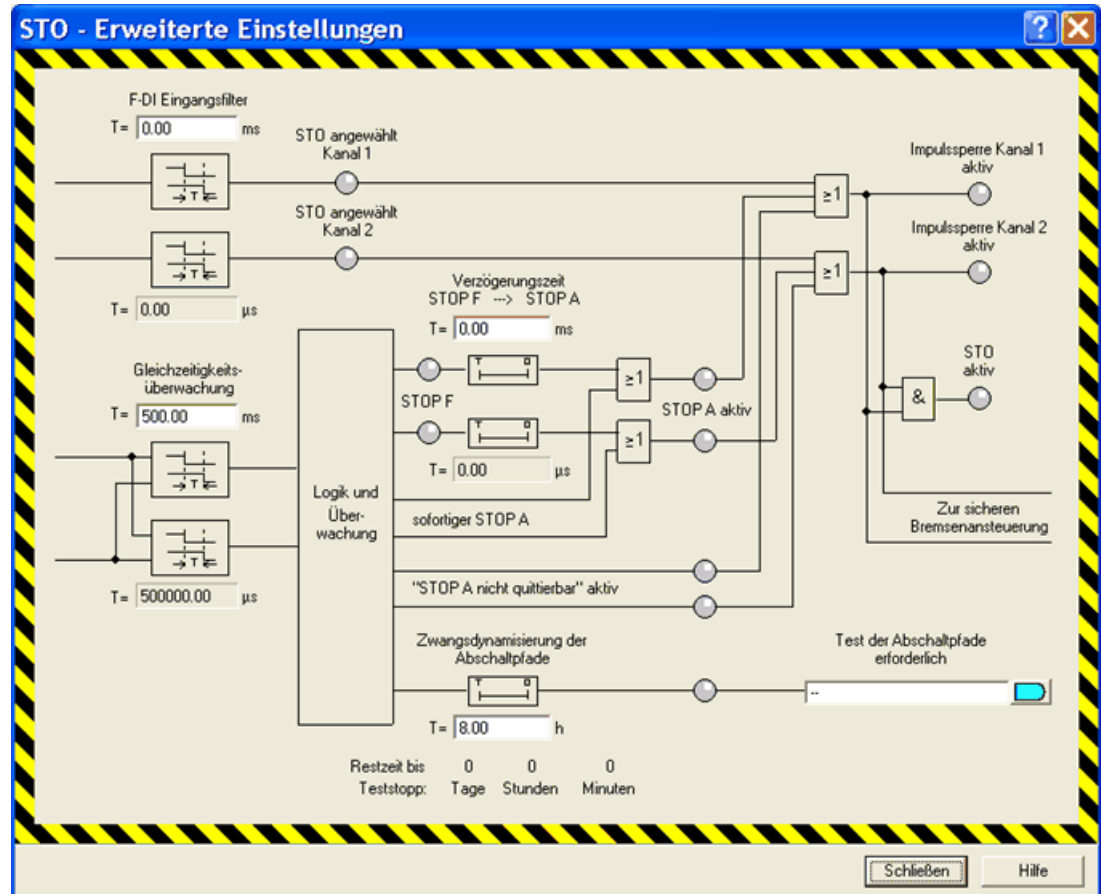 STO - Erweiterte Einstellungen
F-DI Eingangsfilter
T= 0.00 ms
STO angewählt
Kanal 1
Impulssperre Kanal 1
aktiv
T
≥1
STO angewählt
Kanal 2
Impulssperre Kanal 2
aktiv
T
≥1
T= 0.00 µs
Verzögerungszeit
STOP F ---> STOP A
T= 0.00 ms
Gleichzeitigkeits-
überwachung
T= 500.00 ms
T 0
≥1
STOP F
STOP A aktiv
STO
aktiv
&
T 0
≥1
T= 0.00 µs
T
Logik und
Über-
wachung
sofortiger STOP A
Zur sicheren
Bremsenansteuerung
T
T= 500000.00 µs
"STOP A nicht quittierbar" aktiv
Zwangsdynamisierung der
Abschaltpfade
Test der Abschaltpfade
erforderlich
T 0
--
T= 8.00 h
Restzeit bis 0 0 0
Teststopp: Tage Stunden Minuten
Schließen Hilfe